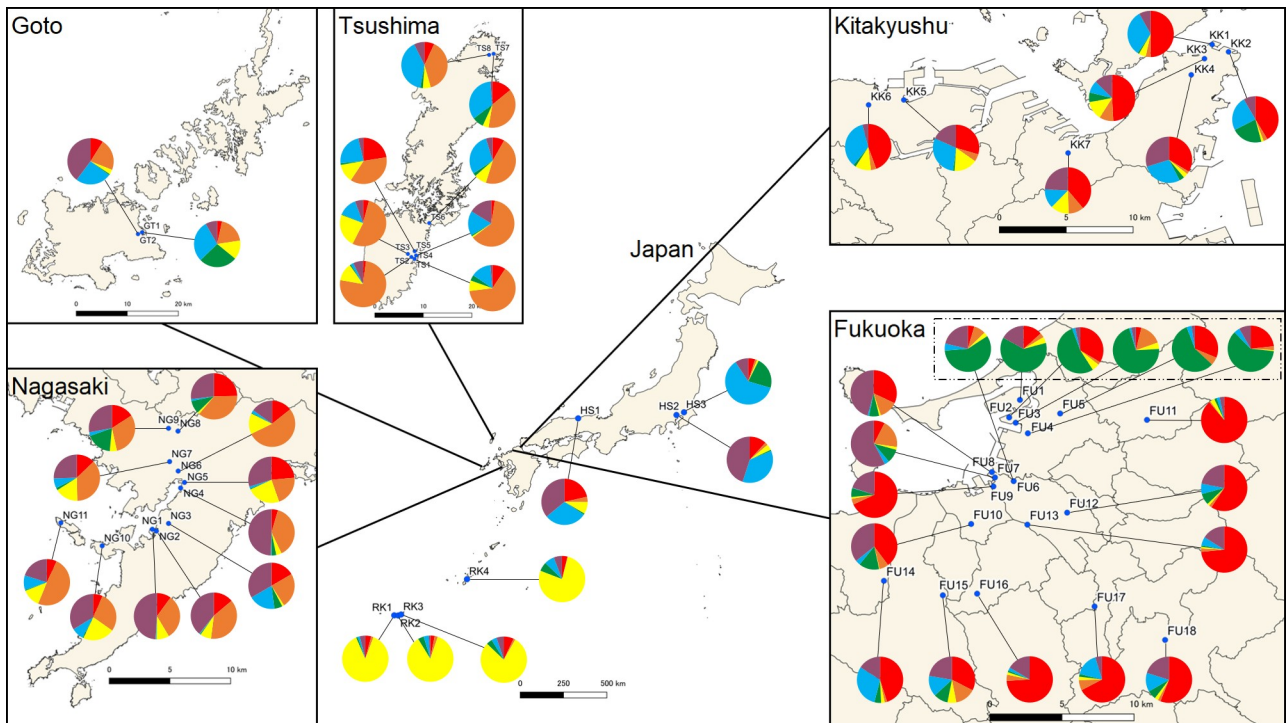 Goto
GT1
GT2
0 10 20 km
Tsushima
TS8 TS7
TS6
TS5
TS3
TS4
TS2
TS1
0 10 20 km
Kitakyushu
KK1
KK2
KK3
KK4
KK6
KK5
KK7
0 5 10 km
Japan
HS1
HS2
HS3
RK4
RK1
RK3
RK2
0 250 500 km
Nagasaki
NG9
NG8
NG7
NG6
NG5
NG4
NG11
NG1
NG3
NG2
NG10
0 5 10 km
Fukuoka
FU1
FU2
FU3
FU5
FU4
FU11
FU8
FU7
FU6
FU9
FU12
FU10
FU13
FU14
FU15
FU16
FU17
FU18
0 5 10 km